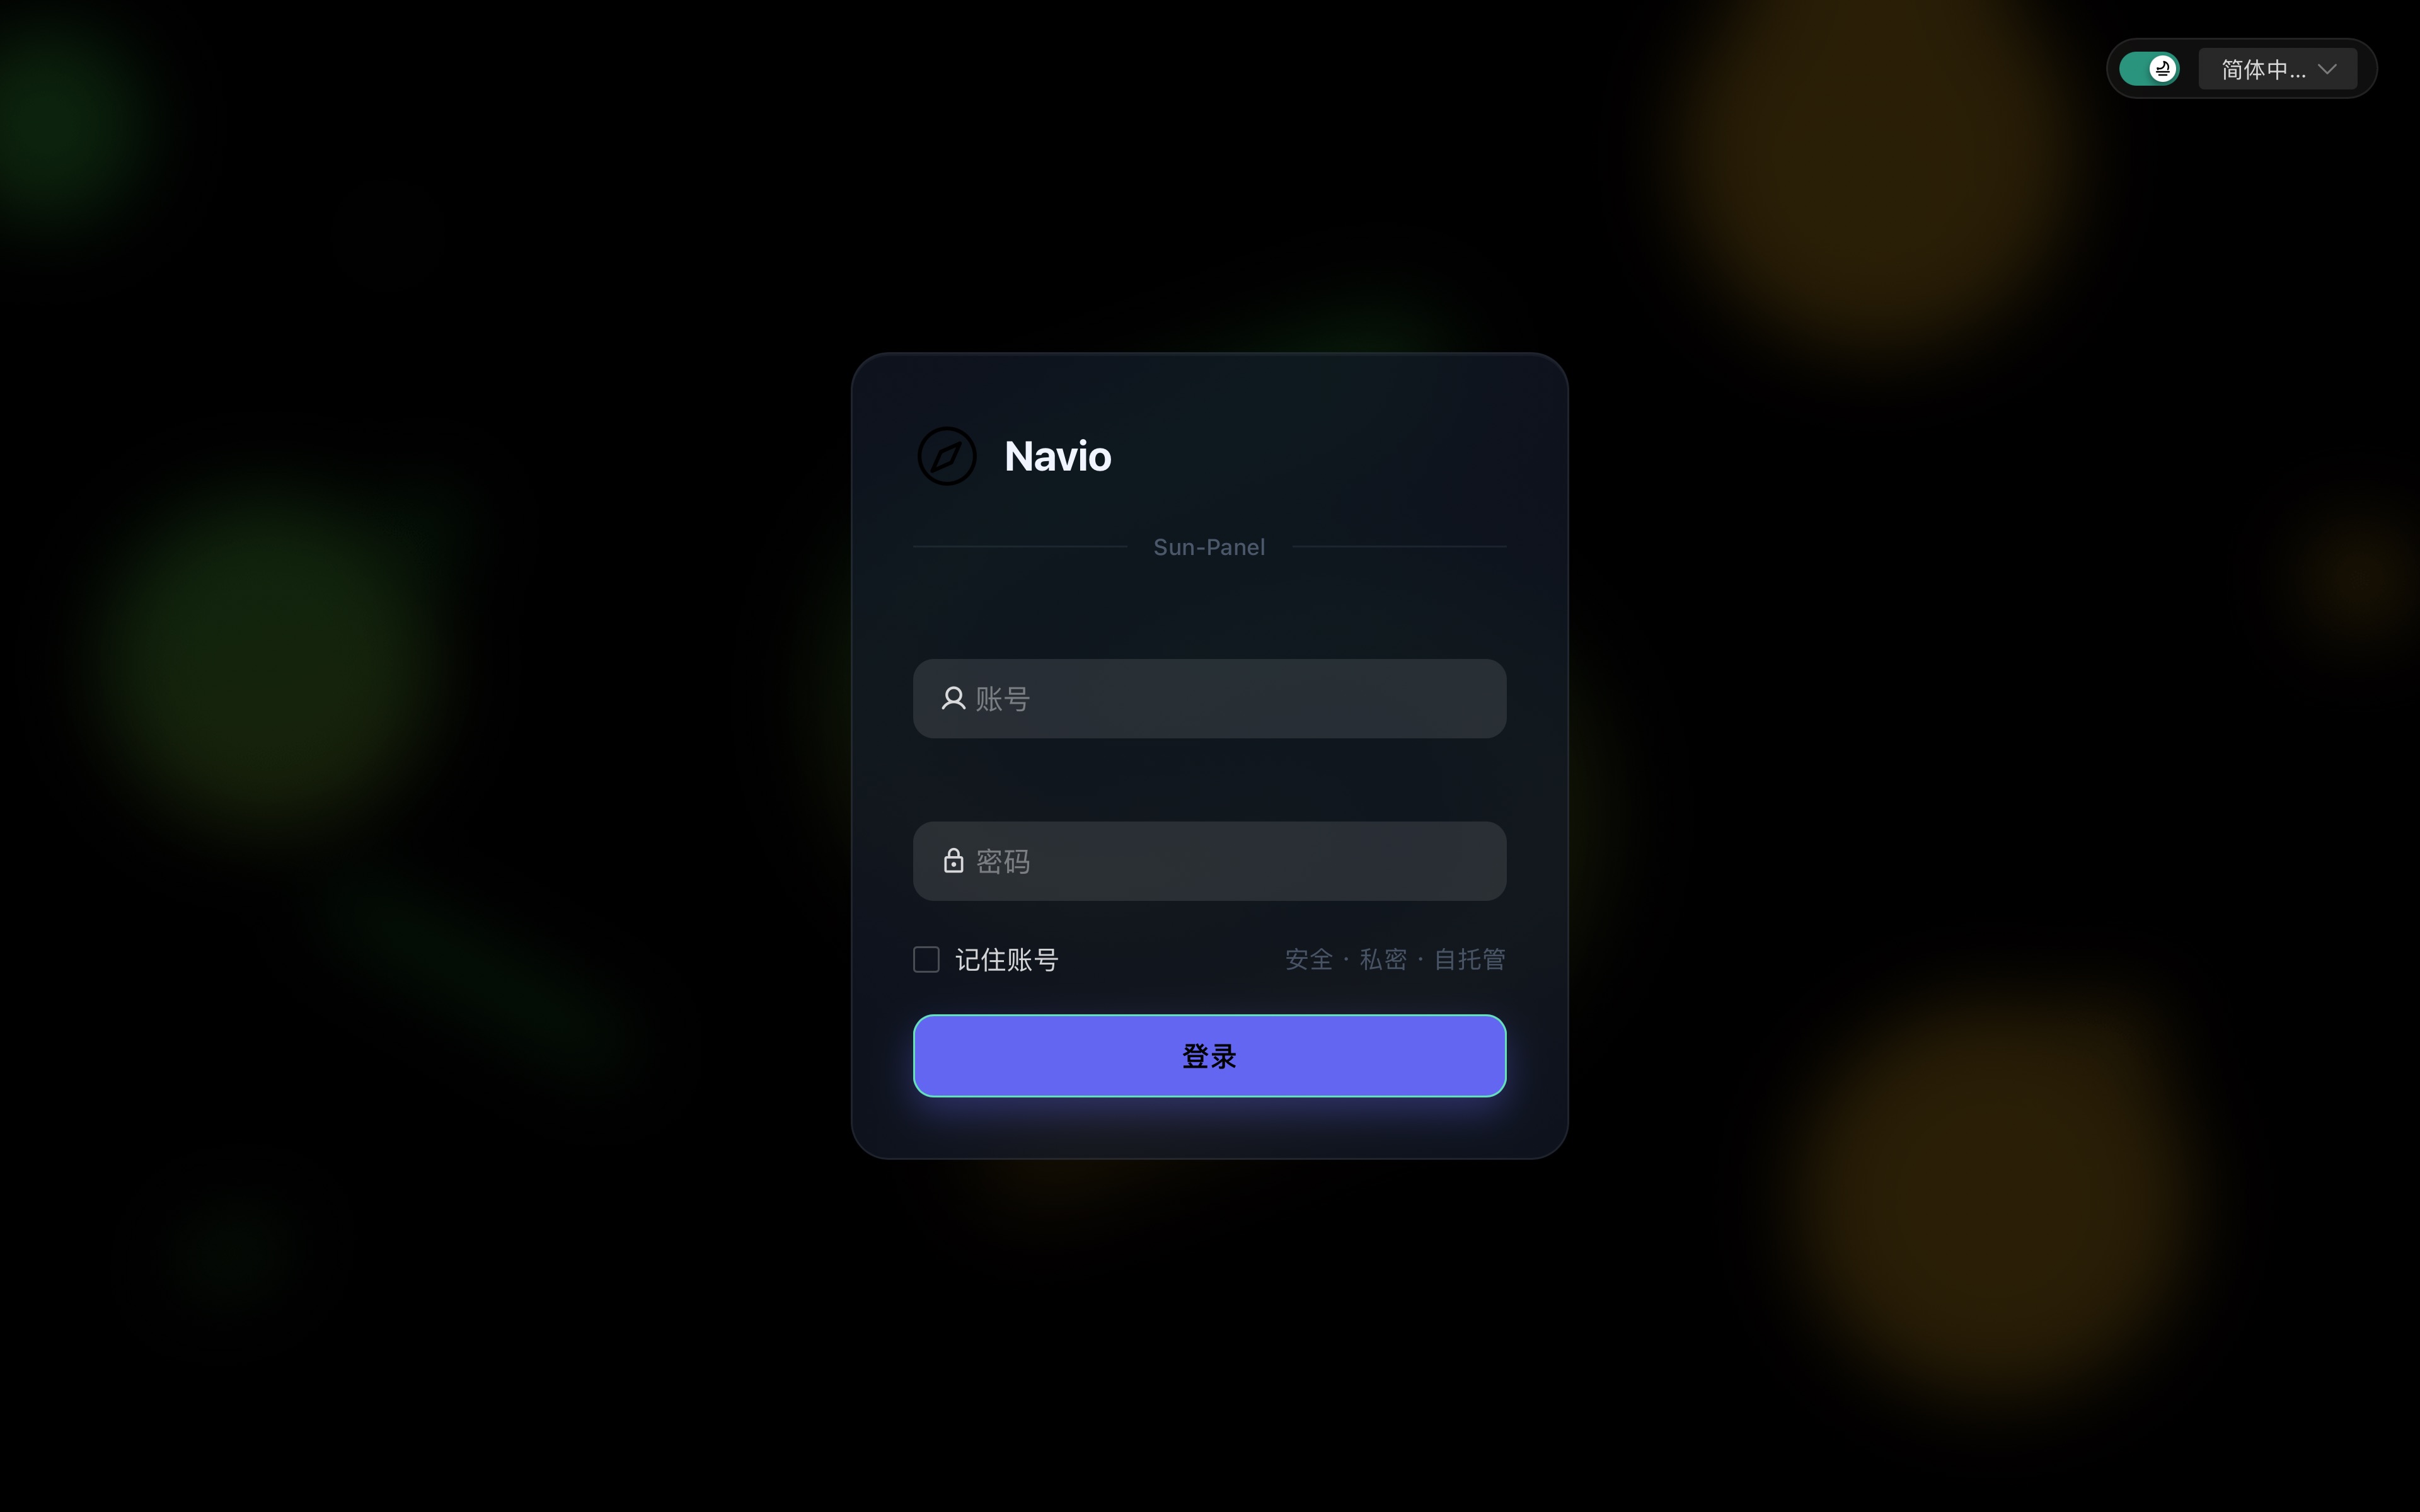 简体中...
Navio
Sun-Panel
账号
密码
记住账号
安全 · 私密 · 自托管
登录